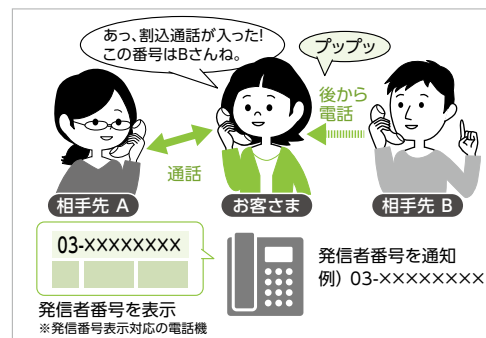 あっ、割込通話が入った!
この番号はBさんね。
プップッ
後から
電話
通話
相手先 A
お客さま
相手先 B
03-××××××××
発信者番号を表示
※発信番号表示対応の電話機
発信者番号を通知
例）03-××××××××